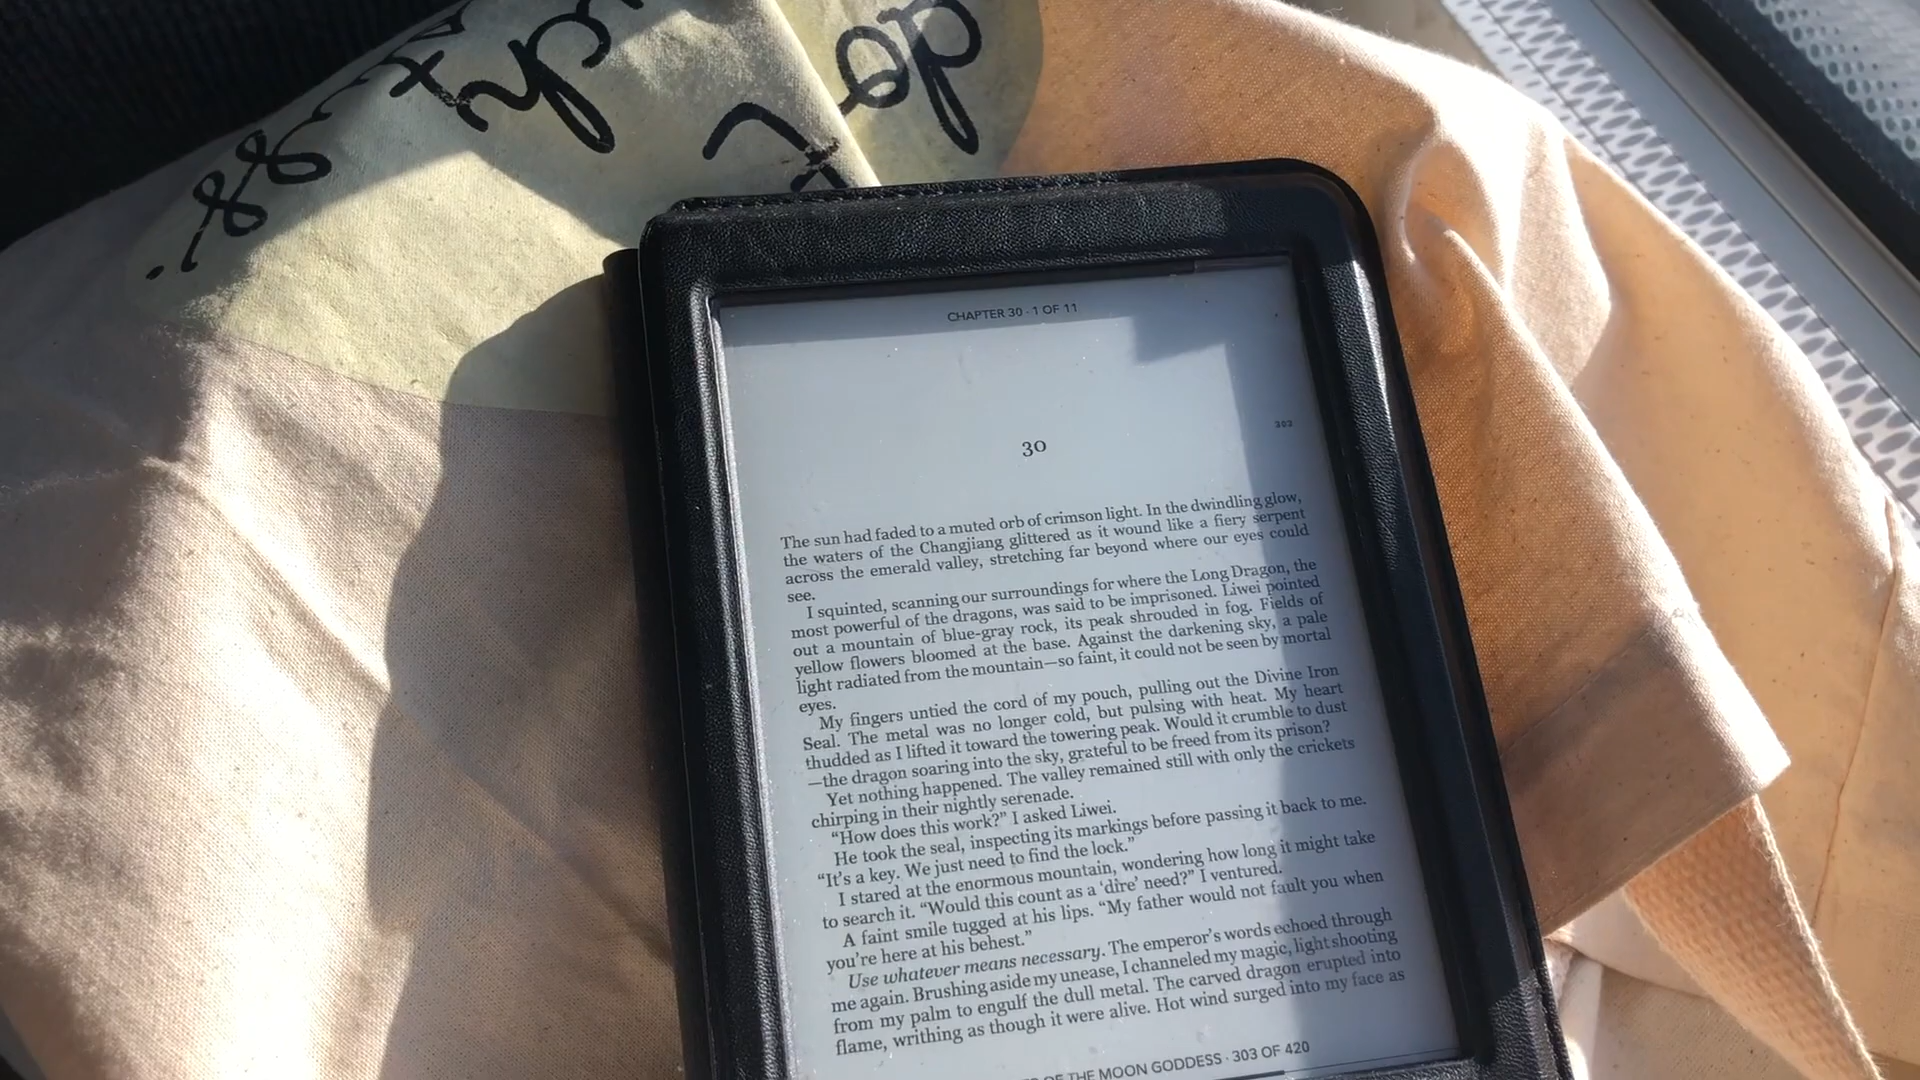 CHAPTER 30 · 1 OF 11
303
30
The sun had faded to a muted orb of crimson light. In the dwindling glow,
the waters of the Changjiang glittered as it wound like a fiery serpent
across the emerald valley, stretching far beyond where our eyes could
see.
I squinted, scanning our surroundings for where the Long Dragon, the
most powerful of the dragons, was said to be imprisoned. Liwei pointed
out a mountain of blue-gray rock, its peak shrouded in fog. Fields of
yellow flowers bloomed at the base. Against the darkening sky, a pale
light radiated from the mountain—so faint, it could not be seen by mortal
eyes.
My fingers untied the cord of my pouch, pulling out the Divine Iron
Seal. The metal was no longer cold, but pulsing with heat. My heart
thudded as I lifted it toward the towering peak. Would it crumble to dust
—the dragon soaring into the sky, grateful to be freed from its prison?
Yet nothing happened. The valley remained still with only the crickets
chirping in their nightly serenade.
“How does this work?” I asked Liwei.
He took the seal, inspecting its markings before passing it back to me.
“It’s a key. We just need to find the lock.”
I stared at the enormous mountain, wondering how long it might take
to search it. “Would this count as a ‘dire’ need?” I ventured.
A faint smile tugged at his lips. “My father would not fault you when
you’re here at his behest.”
Use whatever means necessary. The emperor’s words echoed through
me again. Brushing aside my unease, I channeled my magic, light shooting
from my palm to engulf the dull metal. The carved dragon erupted into
flame, writhing as though it were alive. Hot wind surged into my face as
OF THE MOON GODDESS · 303 OF 420